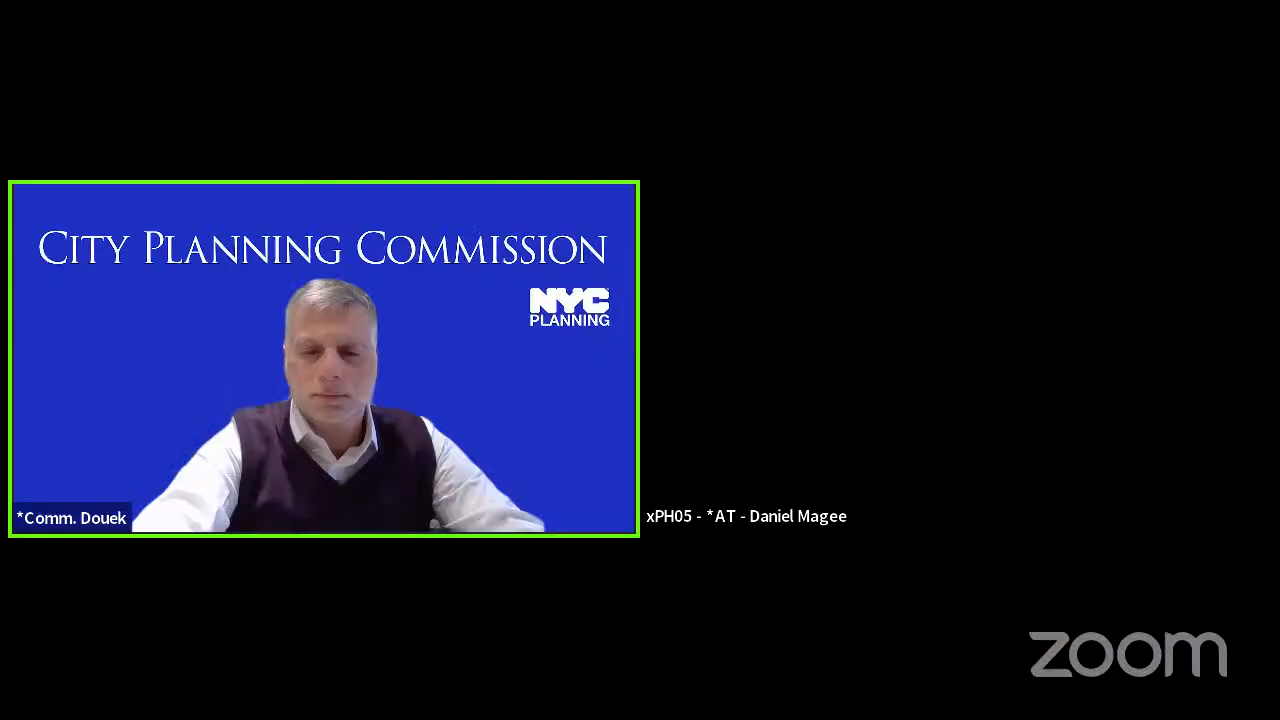 CITY PLANNING COMMISSION
NYC
PLANNING
*Comm. Douek
xPH05 - *AT - Daniel Magee
zoom